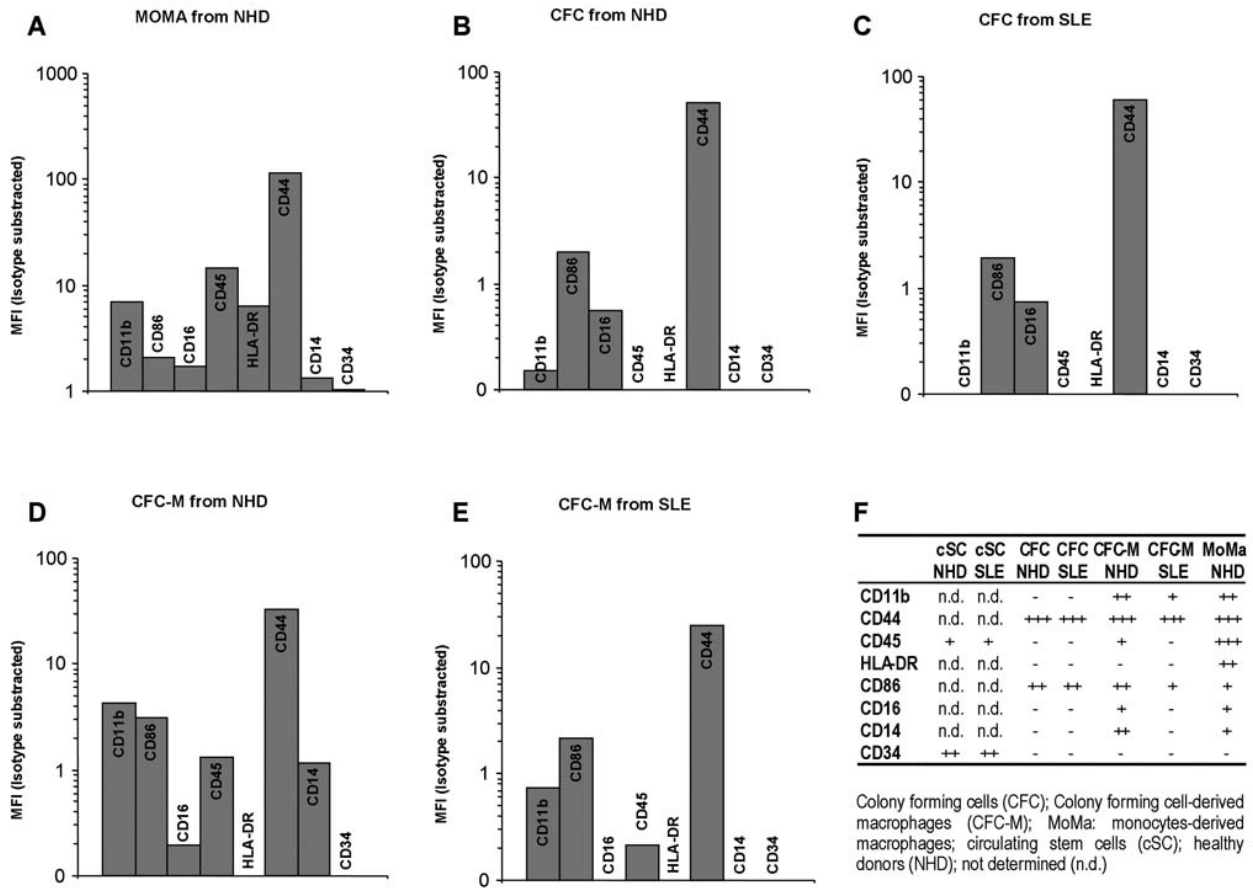 A
MOMA from NHD
MFI (Isotype substracted)
1000
100
10
1
CD11b
CD86
CD16
CD45
HLA-DR
CD44
CD14
CD34
B
CFC from NHD
MFI (Isotype substracted)
100
10
1
0
CD11b
CD86
CD16
CD45
HLA-DR
CD44
CD14
CD34
C
CFC from SLE
MFI (Isotype substracted)
100
10
1
0
CD11b
CD86
CD16
CD45
HLA-DR
CD44
CD14
CD34
D
CFC-M from NHD
MFI (Isotype substracted)
100
10
1
0
CD11b
CD86
CD16
CD45
HLA-DR
CD44
CD14
CD34
E
CFC-M from SLE
MFI (Isotype substracted)
100
10
1
0
CD11b
CD86
CD16
CD45
HLA-DR
CD44
CD14
CD34
F
cSC cSC CFC CFC CFC-M CFC-M MoMa
NHD SLE NHD SLE NHD SLE NHD
CD11b n.d. n.d. - - ++ + ++
CD44 n.d. n.d. +++ +++ +++ +++ +++
CD45 + + - - + - +++
HLA-DR n.d. n.d. - - - - ++
CD86 n.d. n.d. ++ ++ ++ + +
CD16 n.d. n.d. - - + - +
CD14 n.d. n.d. - - ++ - +
CD34 ++ ++ - - - - -
Colony forming cells (CFC); Colony forming cell-derived
macrophages (CFC-M); MoMa: monocytes-derived
macrophages; circulating stem cells (cSC); healthy
donors (NHD); not determined (n.d.)